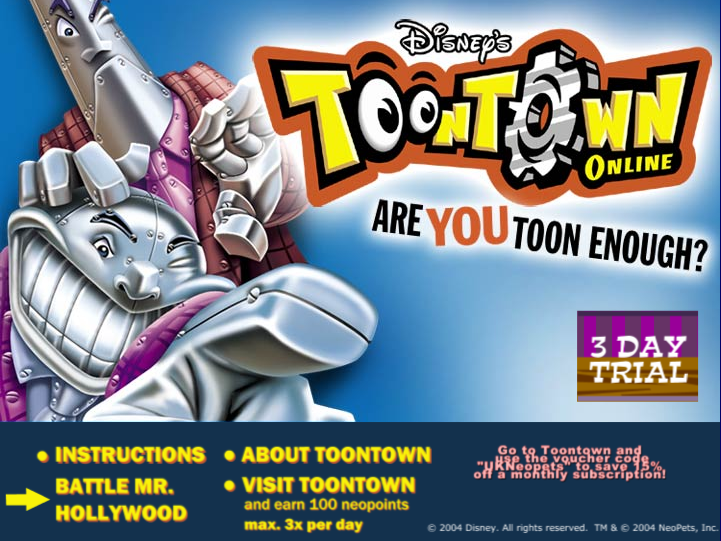 Disney's
TOONTOWN
ONLINE
ARE YOU TOON ENOUGH?
3 DAY
TRIAL
• INSTRUCTIONS
BATTLE MR.
HOLLYWOOD
• ABOUT TOONTOWN
• VISIT TOONTOWN
and earn 100 neopoints
max. 3x per day
Go to Toontown and
use the voucher code
"UKNeopets" to save 15%
off a monthly subscription!
© 2004 Disney. All rights reserved. TM & © 2004 NeoPets, Inc.